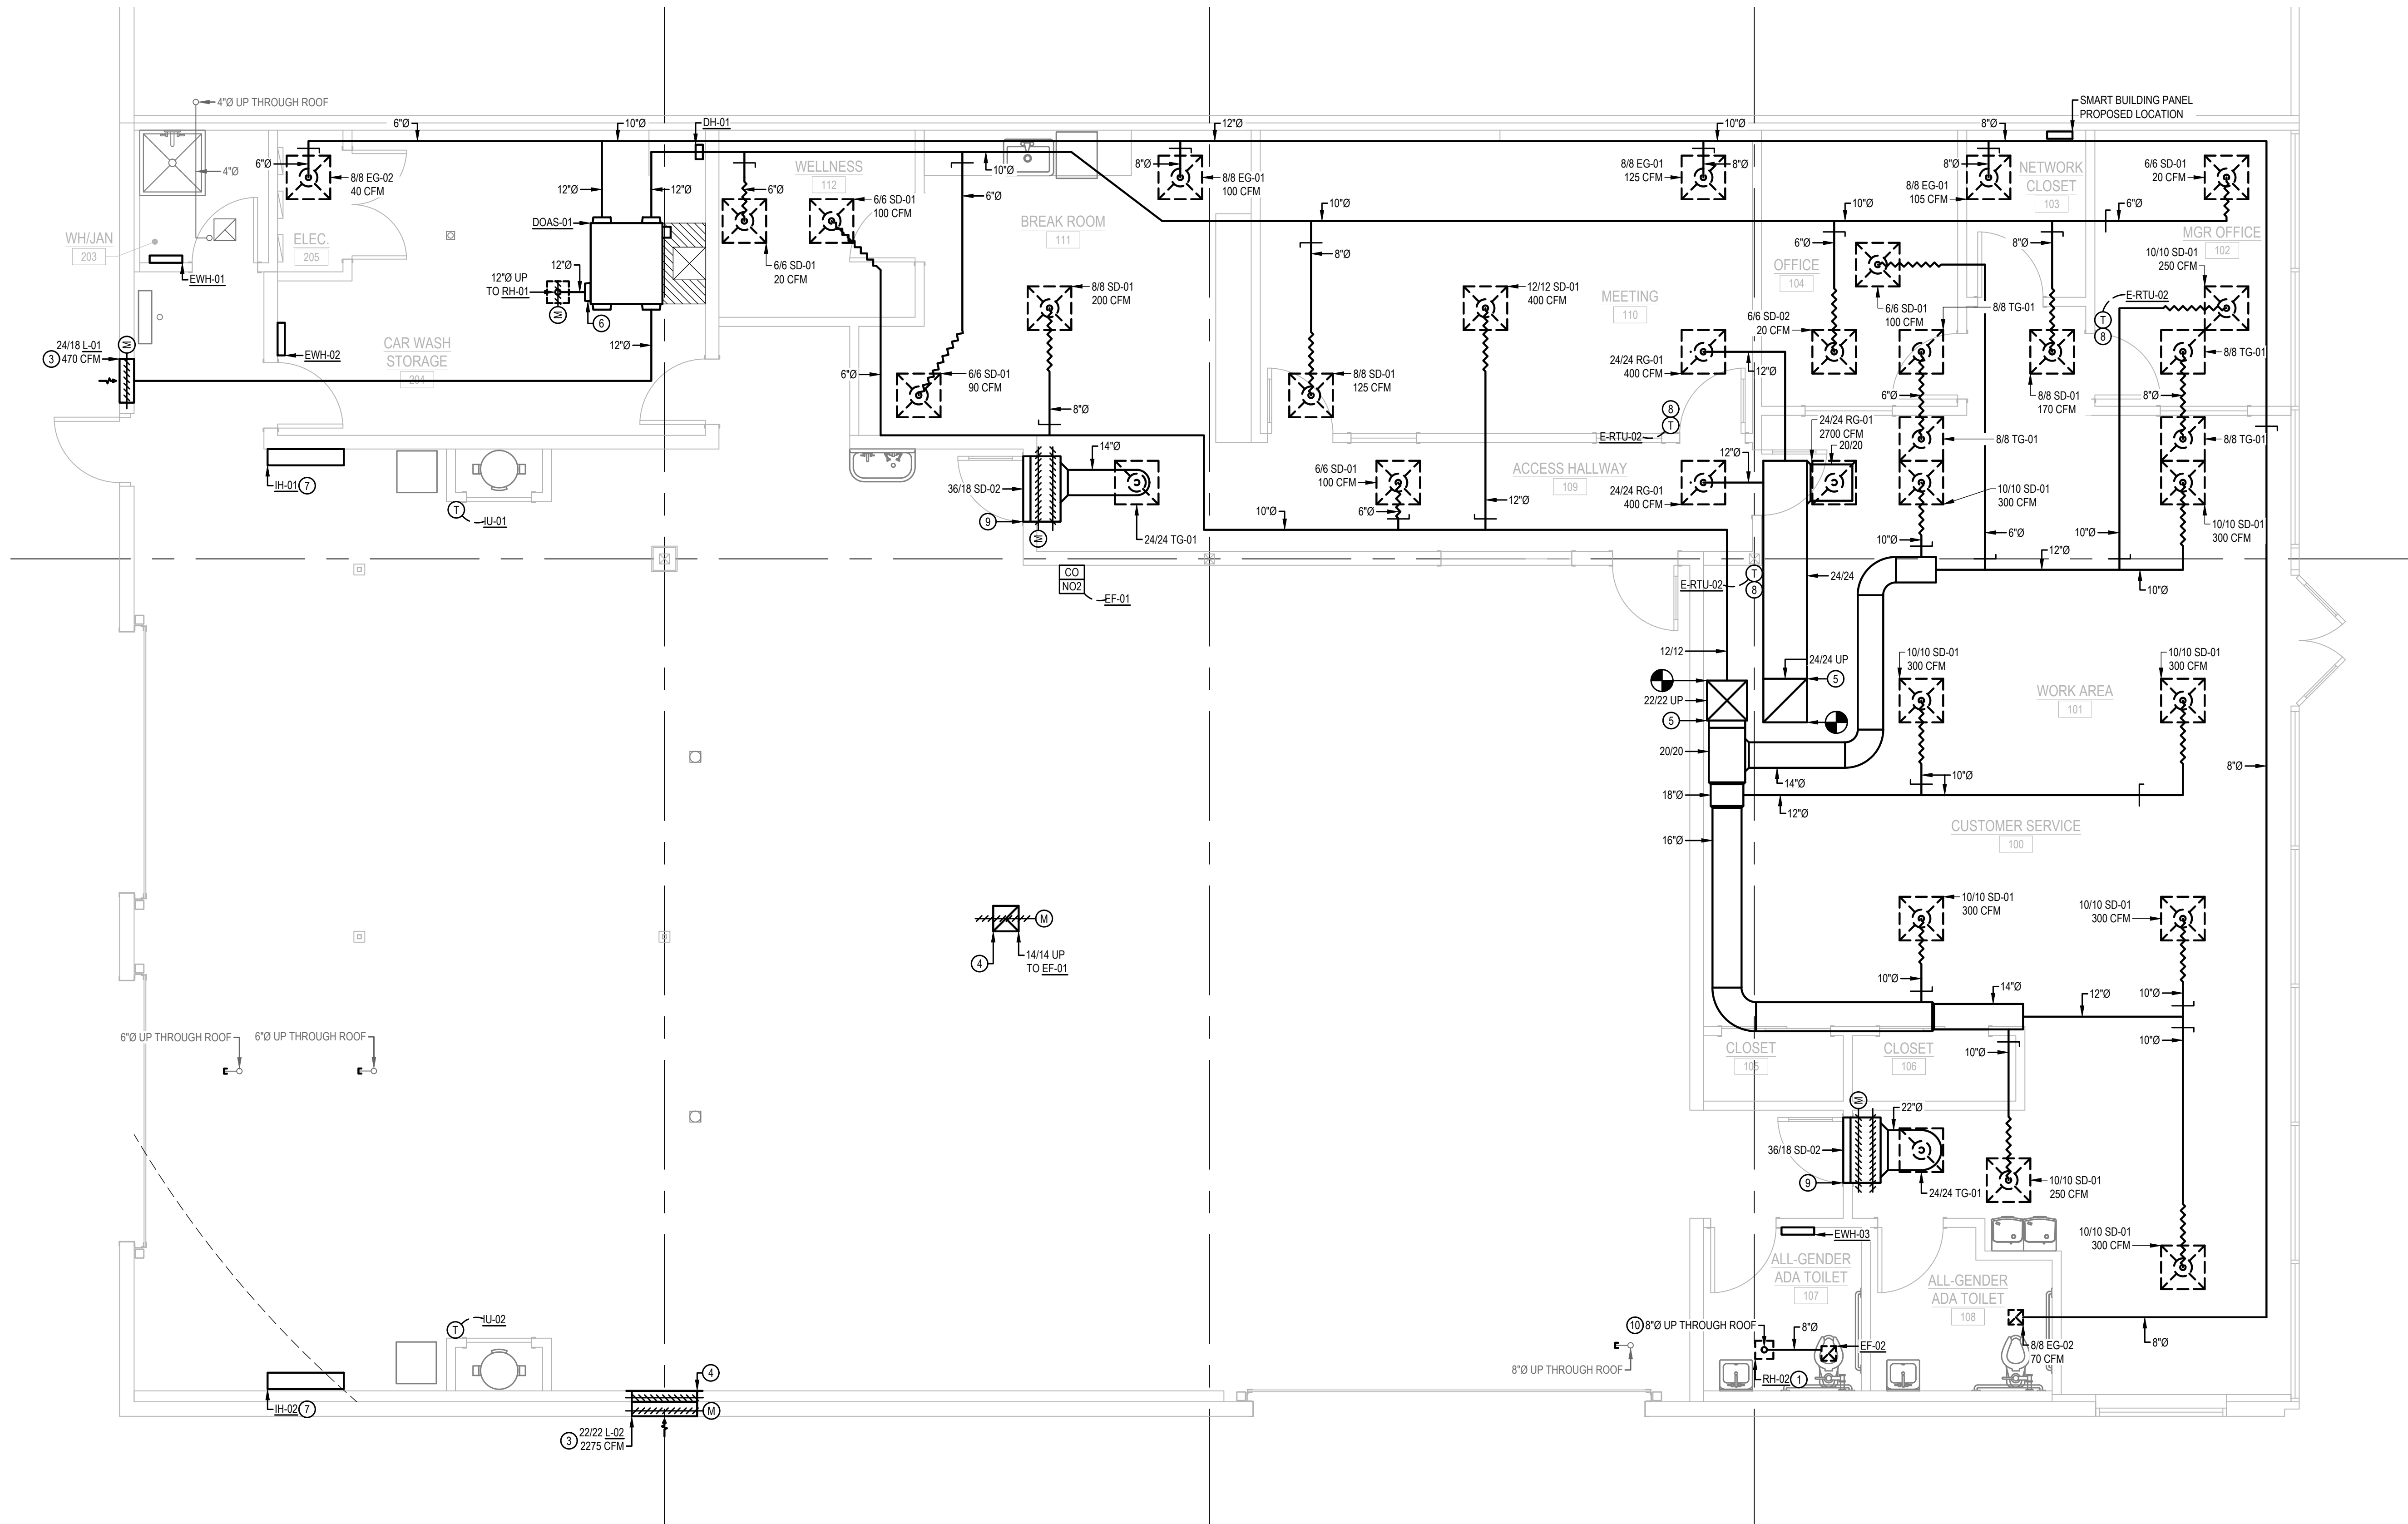 4"Ø UP THROUGH ROOF
6"Ø
10"Ø
DH-01
12"Ø
10"Ø
8"Ø
SMART BUILDING PANEL
PROPOSED LOCATION
4"Ø
6"Ø
8/8 EG-02
40 CFM
12"Ø
12"Ø
6"Ø
WELLNESS
112
10"Ø
6"Ø
8"Ø
8/8 EG-01
100 CFM
8/8 EG-01
125 CFM
8"Ø
8"Ø
8/8 EG-01
105 CFM
NETWORK
CLOSET
103
6/6 SD-01
20 CFM
WH/JAN
203
ELEC.
205
EWH-01
DOAS-01
12"Ø
12"Ø UP
TO RH-01
M
6
6/6 SD-01
20 CFM
6/6 SD-01
100 CFM
BREAK ROOM
111
10"Ø
8"Ø
10"Ø
6"Ø
MGR OFFICE
102
6"Ø
OFFICE
104
8"Ø
10/10 SD-01
250 CFM
E-RTU-02
T
8
24/18 L-01
3
470 CFM
M
EWH-02
CAR WASH
STORAGE
201
12"Ø
8/8 SD-01
200 CFM
12/12 SD-01
400 CFM
MEETING
110
6/6 SD-02
20 CFM
6/6 SD-01
100 CFM
8/8 TG-01
8/8 TG-01
6"Ø
6/6 SD-01
90 CFM
8"Ø
8/8 SD-01
125 CFM
24/24 RG-01
400 CFM
12"Ø
6"Ø
8/8 SD-01
170 CFM
8"Ø
8
T
E-RTU-02
24/24 RG-01
2700 CFM
20/20
8/8 TG-01
8/8 TG-01
IH-01
7
T
IU-01
14"Ø
36/18 SD-02
9
M
24/24 TG-01
6/6 SD-01
100 CFM
6"Ø
12"Ø
10"Ø
ACCESS HALLWAY
109
12"Ø
24/24 RG-01
400 CFM
10/10 SD-01
300 CFM
10/10 SD-01
300 CFM
10"Ø
6"Ø
10"Ø
12"Ø
10"Ø
CO
NO2
EF-01
E-RTU-02
T
8
24/24
12/12
24/24 UP
5
22/22 UP
5
20/20
14"Ø
10/10 SD-01
300 CFM
10/10 SD-01
300 CFM
WORK AREA
101
10"Ø
18"Ø
12"Ø
8"Ø
16"Ø
CUSTOMER SERVICE
100
M
4
14/14 UP
TO EF-01
10/10 SD-01
300 CFM
10/10 SD-01
300 CFM
10"Ø
14"Ø
12"Ø
10"Ø
6"Ø UP THROUGH ROOF
6"Ø UP THROUGH ROOF
CLOSET
105
CLOSET
106
10"Ø
10"Ø
M
22"Ø
36/18 SD-02
9
24/24 TG-01
10/10 SD-01
250 CFM
EWH-03
ALL-GENDER
ADA TOILET
107
ALL-GENDER
ADA TOILET
108
10/10 SD-01
300 CFM
T
IU-02
10
8"Ø UP THROUGH ROOF
8"Ø
EF-02
8/8 EG-02
70 CFM
8"Ø
8"Ø UP THROUGH ROOF
RH-02
1
IH-02
7
4
M
3
22/22 L-02
2275 CFM